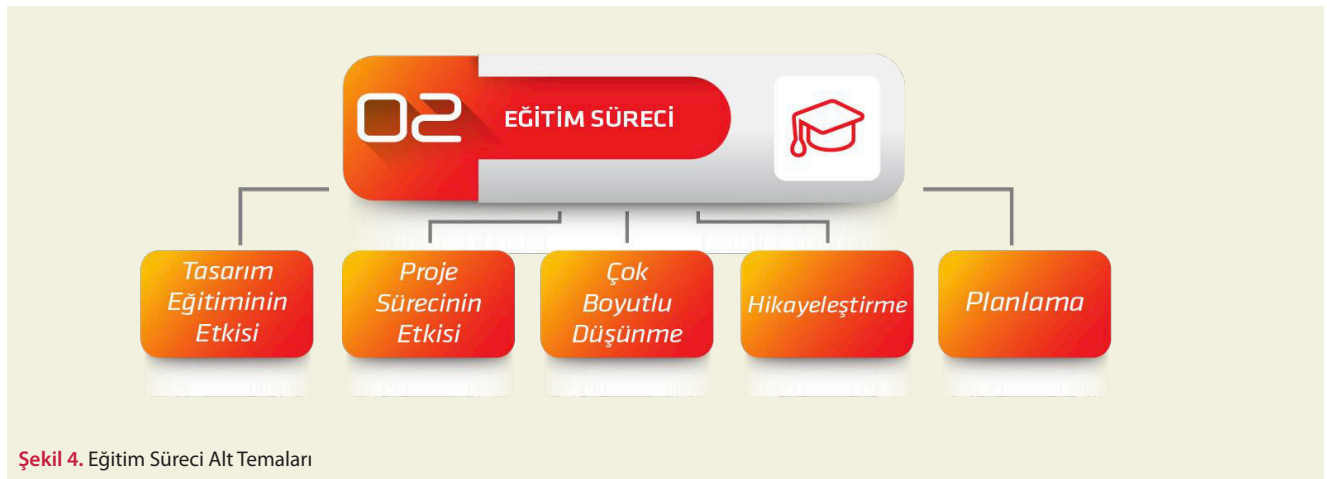 02
EĞİTİM SÜRECİ
Tasarım
Eğitiminin
Etkisi
Proje
Sürecinin
Etkisi
Çok
Boyutlu
Düşünme
Hikayeleştirme
Planlama
Şekil 4. Eğitim Süreci Alt Temaları